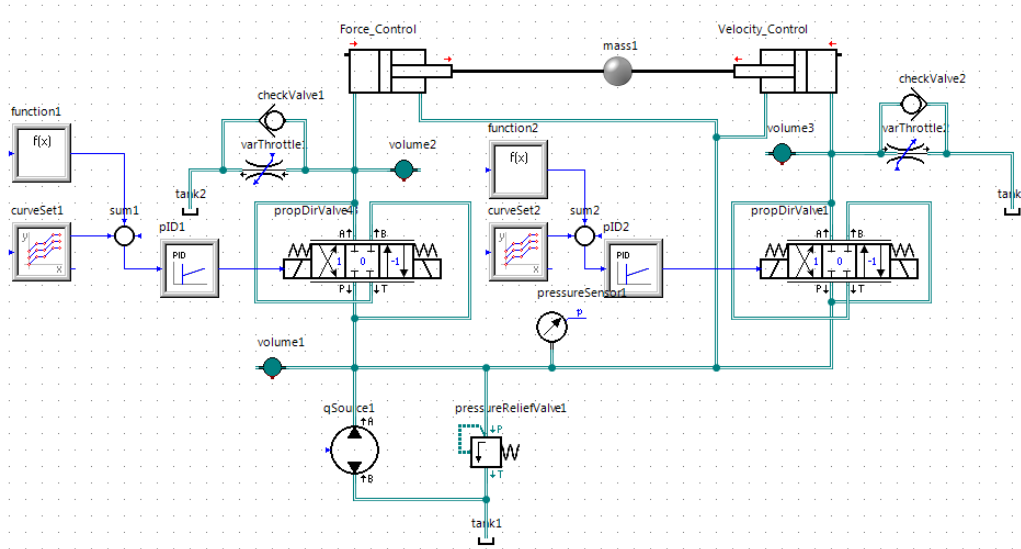 Force_Control
Velocity_Control
mass1
checkValve2
checkValve1
function1
function2
f(x)
f(x)
volume3
varThrottle2
varThrottle1
volume2
tank2
tank
curveSet1
sum1
propDirValve4
curveSet2
sum2
propDirValve1
pID1
pID2
y
x
y
x
A
B
A
B
PID
PID
1
0
-1
1
0
-1
P
T
P
T
pressureSensor1
p
volume1
qSource1
pressureReliefValve1
A
P
B
T
tank1